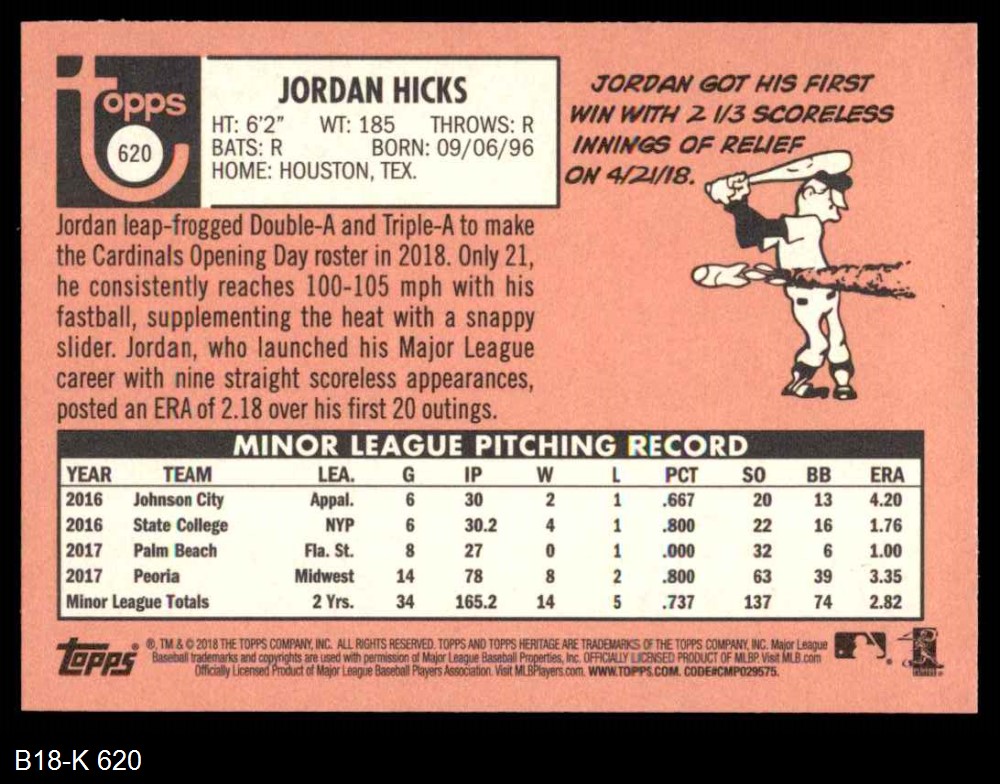 topps
620
JORDAN HICKS
HT: 6'2" WT: 185 THROWS: R
BATS: R BORN: 09/06/96
HOME: HOUSTON, TEX.
JORDAN GOT HIS FIRST
WIN WITH 2 1/3 SCORELESS
INNINGS OF RELIEF
ON 4/21/18.
Jordan leap-frogged Double-A and Triple-A to make
the Cardinals Opening Day roster in 2018. Only 21,
he consistently reaches 100-105 mph with his
fastball, supplementing the heat with a snappy
slider. Jordan, who launched his Major League
career with nine straight scoreless appearances,
posted an ERA of 2.18 over his first 20 outings.
MINOR LEAGUE PITCHING RECORD
YEAR TEAM LEA. G IP W L PCT SO BB ERA
2016 Johnson City Appal. 6 30 2 1 .667 20 13 4.20
2016 State College NYP 6 30.2 4 1 .800 22 16 1.76
2017 Palm Beach Fla. St. 8 27 0 1 .000 32 6 1.00
2017 Peoria Midwest 14 78 8 2 .800 63 39 3.35
Minor League Totals 2 Yrs. 34 165.2 14 5 .737 137 74 2.82
topps
®, TM & © 2018 THE TOPPS COMPANY, INC. ALL RIGHTS RESERVED. TOPPS AND TOPPS HERITAGE ARE TRADEMARKS OF THE TOPPS COMPANY, INC. Major League
Baseball trademarks and copyrights are used with permission of Major League Baseball Properties, Inc. OFFICIALLY LICENSED PRODUCT OF MLBP. Visit MLB.com
Officially Licensed Product of Major League Baseball Players Association. Visit MLBPlayers.com. WWW.TOPPS.COM. CODE#CMP029575.
B18-K 620